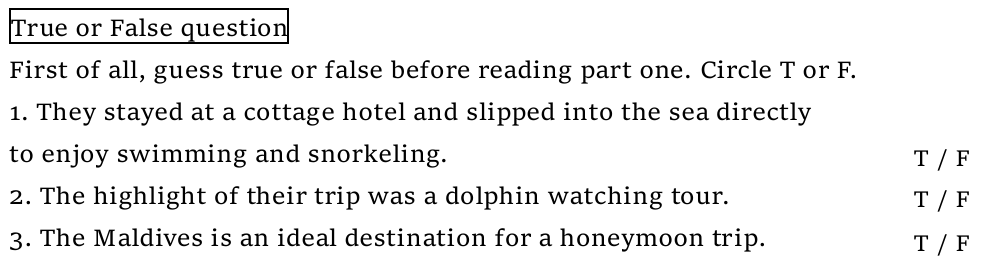 True or False question
First of all, guess true or false before reading part one. Circle T or F.
1. They stayed at a cottage hotel and slipped into the sea directly
to enjoy swimming and snorkeling. T / F
2. The highlight of their trip was a dolphin watching tour. T / F
3. The Maldives is an ideal destination for a honeymoon trip. T / F